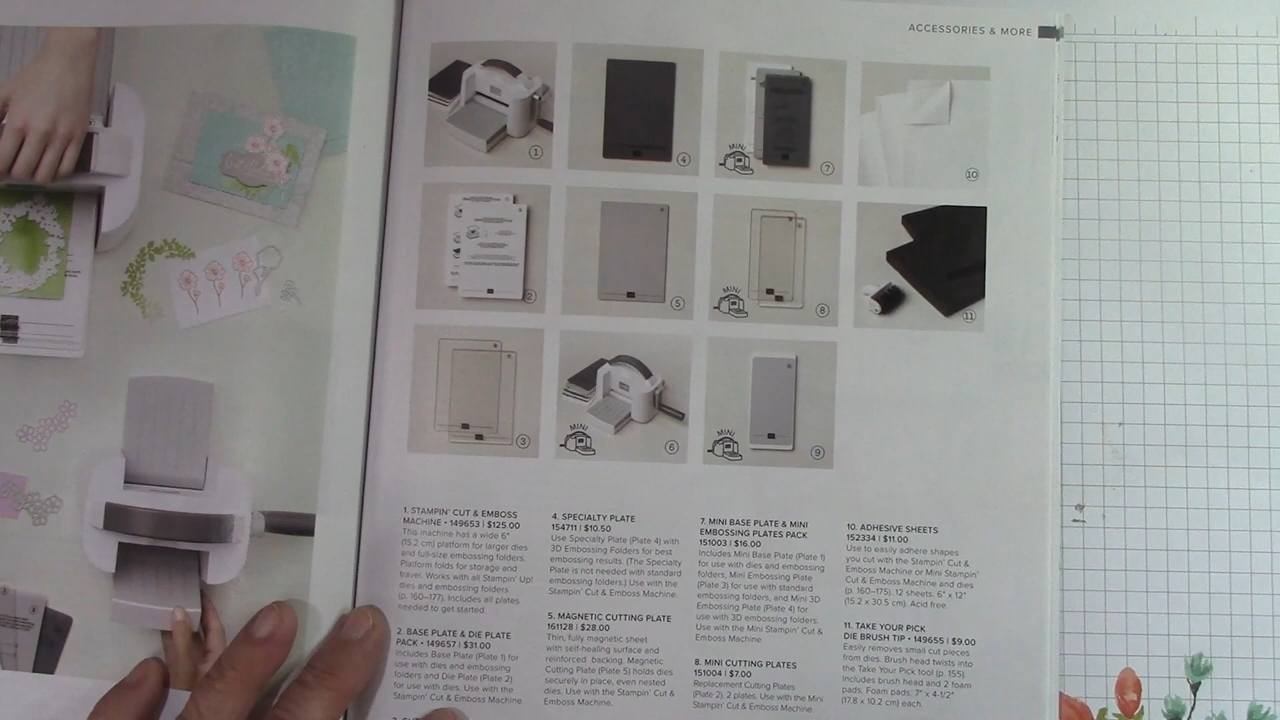 ACCESSORIES & MORE
1
4
MINI
7
10
2
5
MINI
8
11
3
MINI
6
MINI
9
1. STAMPIN' CUT & EMBOSS
MACHINE • 149653 | $125.00
This machine has a wide 6"
(15.2 cm) platform for larger dies
and full-size embossing folders.
Platform folds for storage and
travel. Works with all Stampin' Up!
dies and embossing folders
(p. 160–177). Includes all plates
needed to get started.
2. BASE PLATE & DIE PLATE
PACK • 149657 | $31.00
Includes Base Plate (Plate 1) for
use with dies and embossing
folders and Die Plate (Plate 2)
for use with dies. Use with the
Stampin' Cut & Emboss Machine
4. SPECIALTY PLATE
154711 | $10.50
Use Specialty Plate (Plate 4) with
3D Embossing Folders for best
embossing results. (The Specialty
Plate is not needed with standard
embossing folders.) Use with the
Stampin' Cut & Emboss Machine.
5. MAGNETIC CUTTING PLATE
161128 | $28.00
Thin, fully magnetic sheet
with self-healing surface and
reinforced backing. Magnetic
Cutting Plate (Plate 5) holds dies
securely in place, even nested
dies. Use with the Stampin' Cut &
Emboss Machine.
7. MINI BASE PLATE & MINI
EMBOSSING PLATES PACK
151003 | $16.00
Includes Mini Base Plate (Plate 1)
for use with dies and embossing
folders, Mini Embossing Plate
(Plate 3) for use with standard
embossing folders, and Mini 3D
Embossing Plate (Plate 4) for
use with 3D embossing folders.
Use with the Mini Stampin' Cut &
Emboss Machine
8. MINI CUTTING PLATES
151004 | $7.00
Replacement Cutting Plates
(Plate 2). 2 plates. Use with the Mini
Stampin' Cut & Emboss Machine.
10. ADHESIVE SHEETS
152334 | $11.00
Use to easily adhere shapes
you cut with the Stampin' Cut &
Emboss Machine or Mini Stampin'
Cut & Emboss Machine and dies
(p. 160–175). 12 sheets. 6" x 12"
(15.2 x 30.5 cm). Acid free.
11. TAKE YOUR PICK
DIE BRUSH TIP • 149655 | $9.00
Easily removes small cut pieces
from dies. Brush head twists into
the Take Your Pick tool (p. 155).
Includes brush head and 2 foam
pads. Foam pads: 7" x 4-1/2"
(17.8 x 10.2 cm) each.